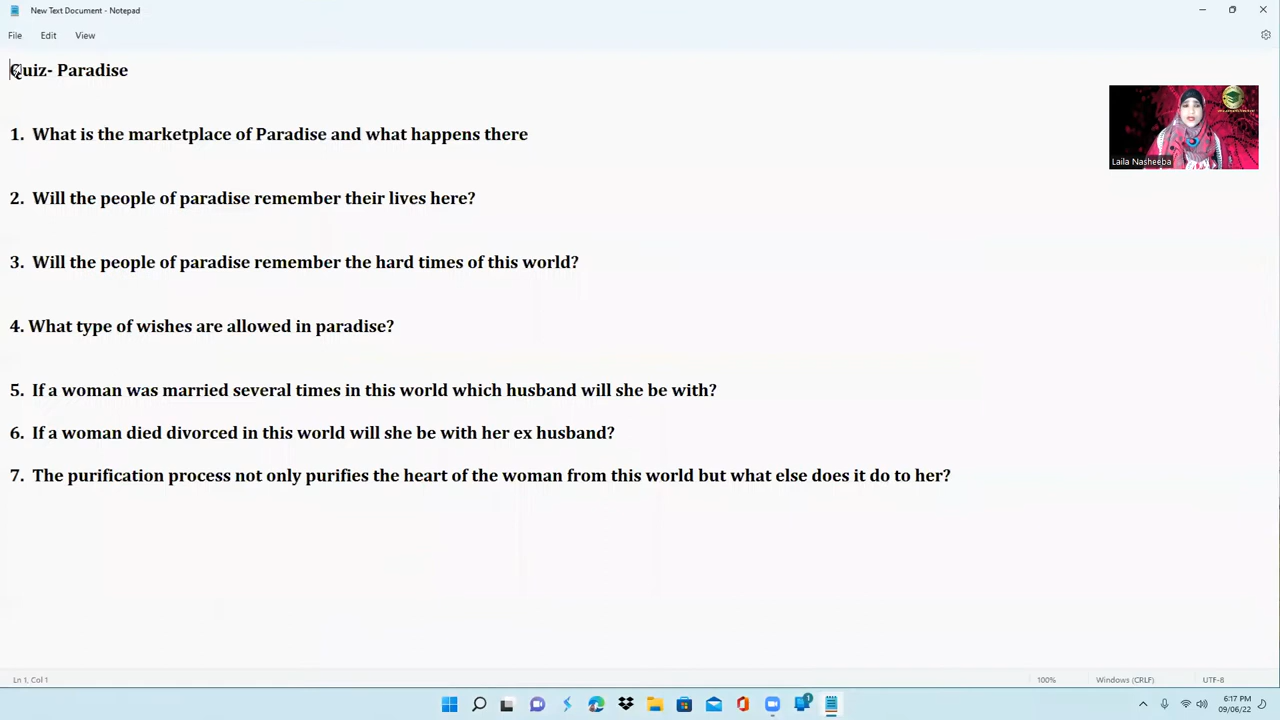 New Text Document - Notepad
File Edit View
Quiz- Paradise
1. What is the marketplace of Paradise and what happens there
2. Will the people of paradise remember their lives here?
3. Will the people of paradise remember the hard times of this world?
4. What type of wishes are allowed in paradise?
5. If a woman was married several times in this world which husband will she be with?
6. If a woman died divorced in this world will she be with her ex husband?
7. The purification process not only purifies the heart of the woman from this world but what else does it do to her?
Laila Nasheeba
Ln 1, Col 1
100%
Windows (CRLF)
UTF-8
1
6:17 PM
09/06/22